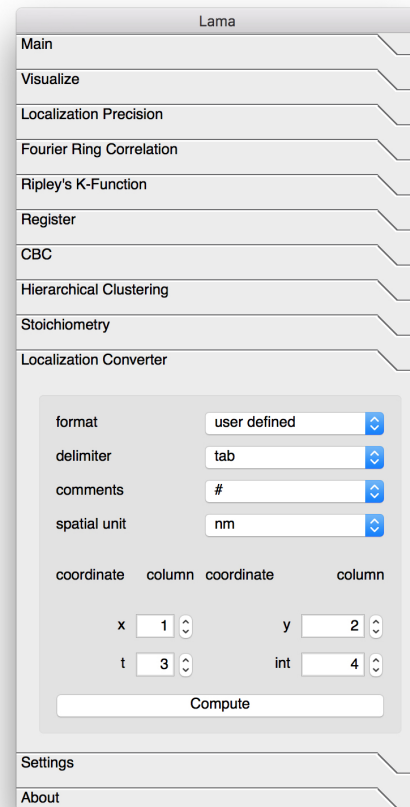 Lama
Main
Visualize
Localization Precision
Fourier Ring Correlation
Ripley's K-Function
Register
CBC
Hierarchical Clustering
Stoichiometry
Localization Converter
format user defined
delimiter tab
comments #
spatial unit nm
coordinate column coordinate column
x 1 y 2
t 3 int 4
Compute
Settings
About